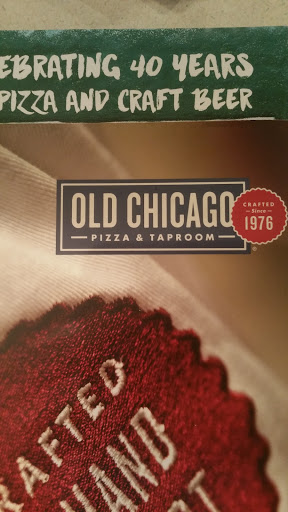 EBRATING 40 YEARS
PIZZA AND CRAFT BEER
OLD CHICAGO
PIZZA & TAPROOM
®
CRAFTED
Since
1976
RAFTED
HAND